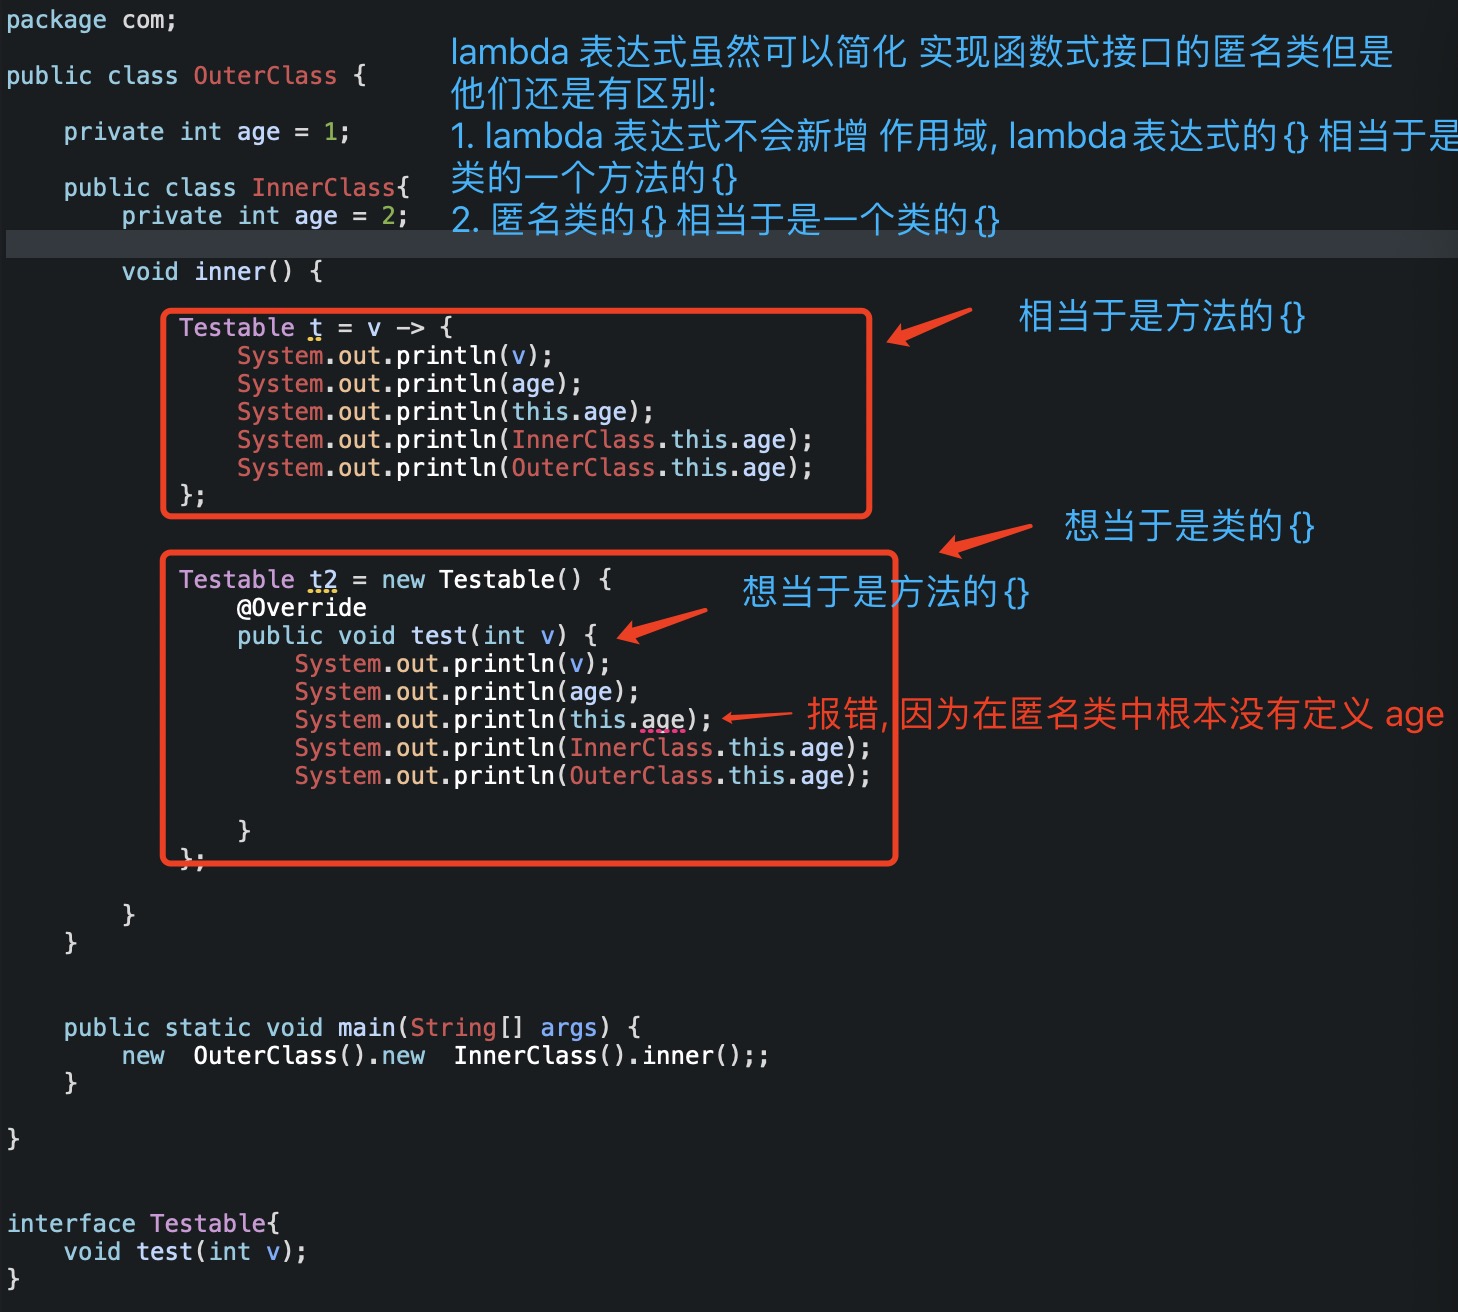 package com;
lambda 表达式虽然可以简化 实现函数式接口的匿名类但是
他们还是有区别:
1. lambda 表达式不会新增 作用域, lambda表达式的{} 相当于是
类的一个方法的{}
2. 匿名类的{} 相当于是一个类的{}
public class OuterClass {
private int age = 1;
public class InnerClass{
private int age = 2;
void inner() {
相当于是方法的{}
Testable t = v -> {
System.out.println(v);
System.out.println(age);
System.out.println(this.age);
System.out.println(InnerClass.this.age);
System.out.println(OuterClass.this.age);
};
想当于是类的{}
Testable t2 = new Testable() {
想当于是方法的{}
@Override
public void test(int v) {
System.out.println(v);
System.out.println(age);
System.out.println(this.age);
报错, 因为在匿名类中根本没有定义 age
System.out.println(InnerClass.this.age);
System.out.println(OuterClass.this.age);
}
};
}
}
public static void main(String[] args) {
new  OuterClass().new  InnerClass().inner();;
}
}
interface Testable{
void test(int v);
}